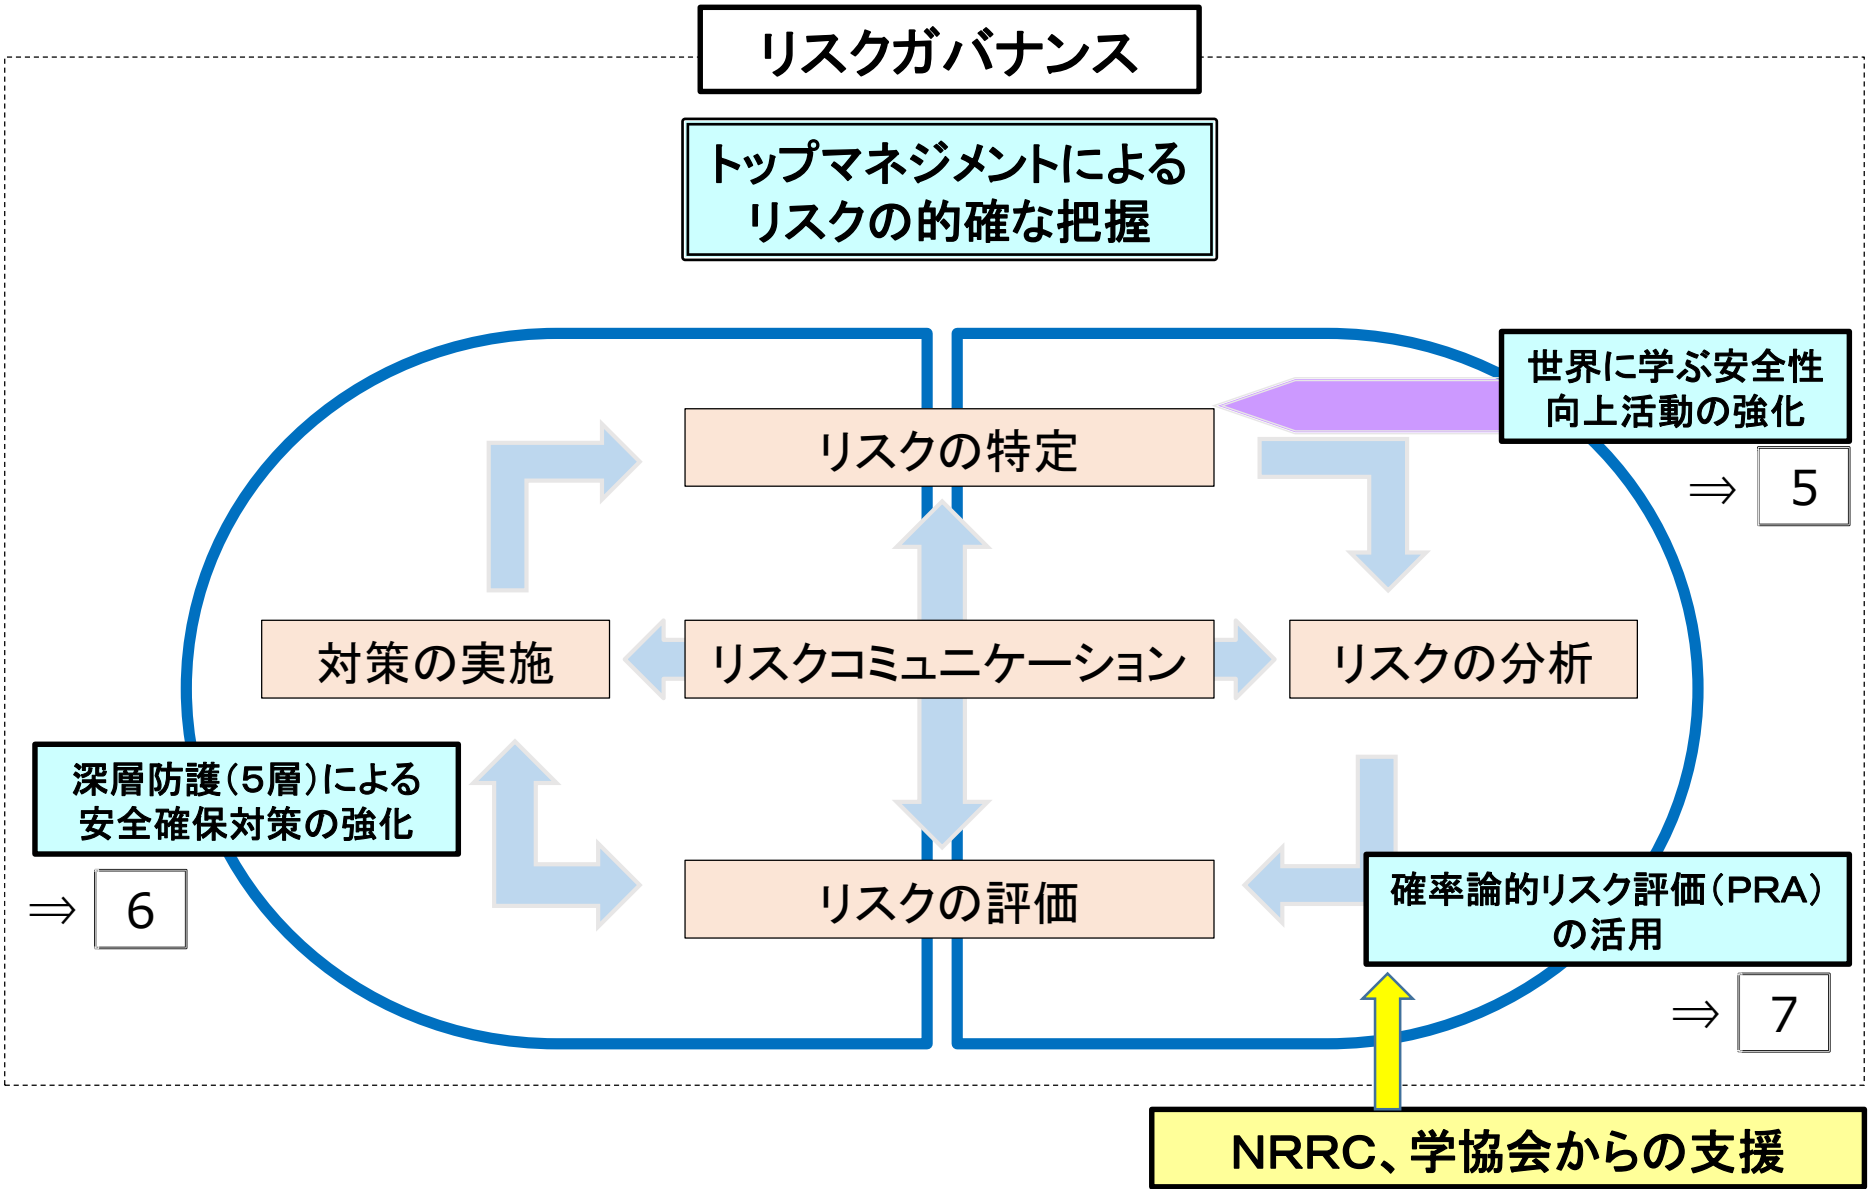 リスクガバナンス
トップマネジメントによる
リスクの的確な把握
世界に学ぶ安全性
向上活動の強化
⇒ 5
リスクの特定
対策の実施
リスクコミュニケーション
リスクの分析
深層防護(5層)による
安全確保対策の強化
⇒ 6
リスクの評価
確率論的リスク評価(PRA)
の活用
⇒ 7
NRRC、学協会からの支援